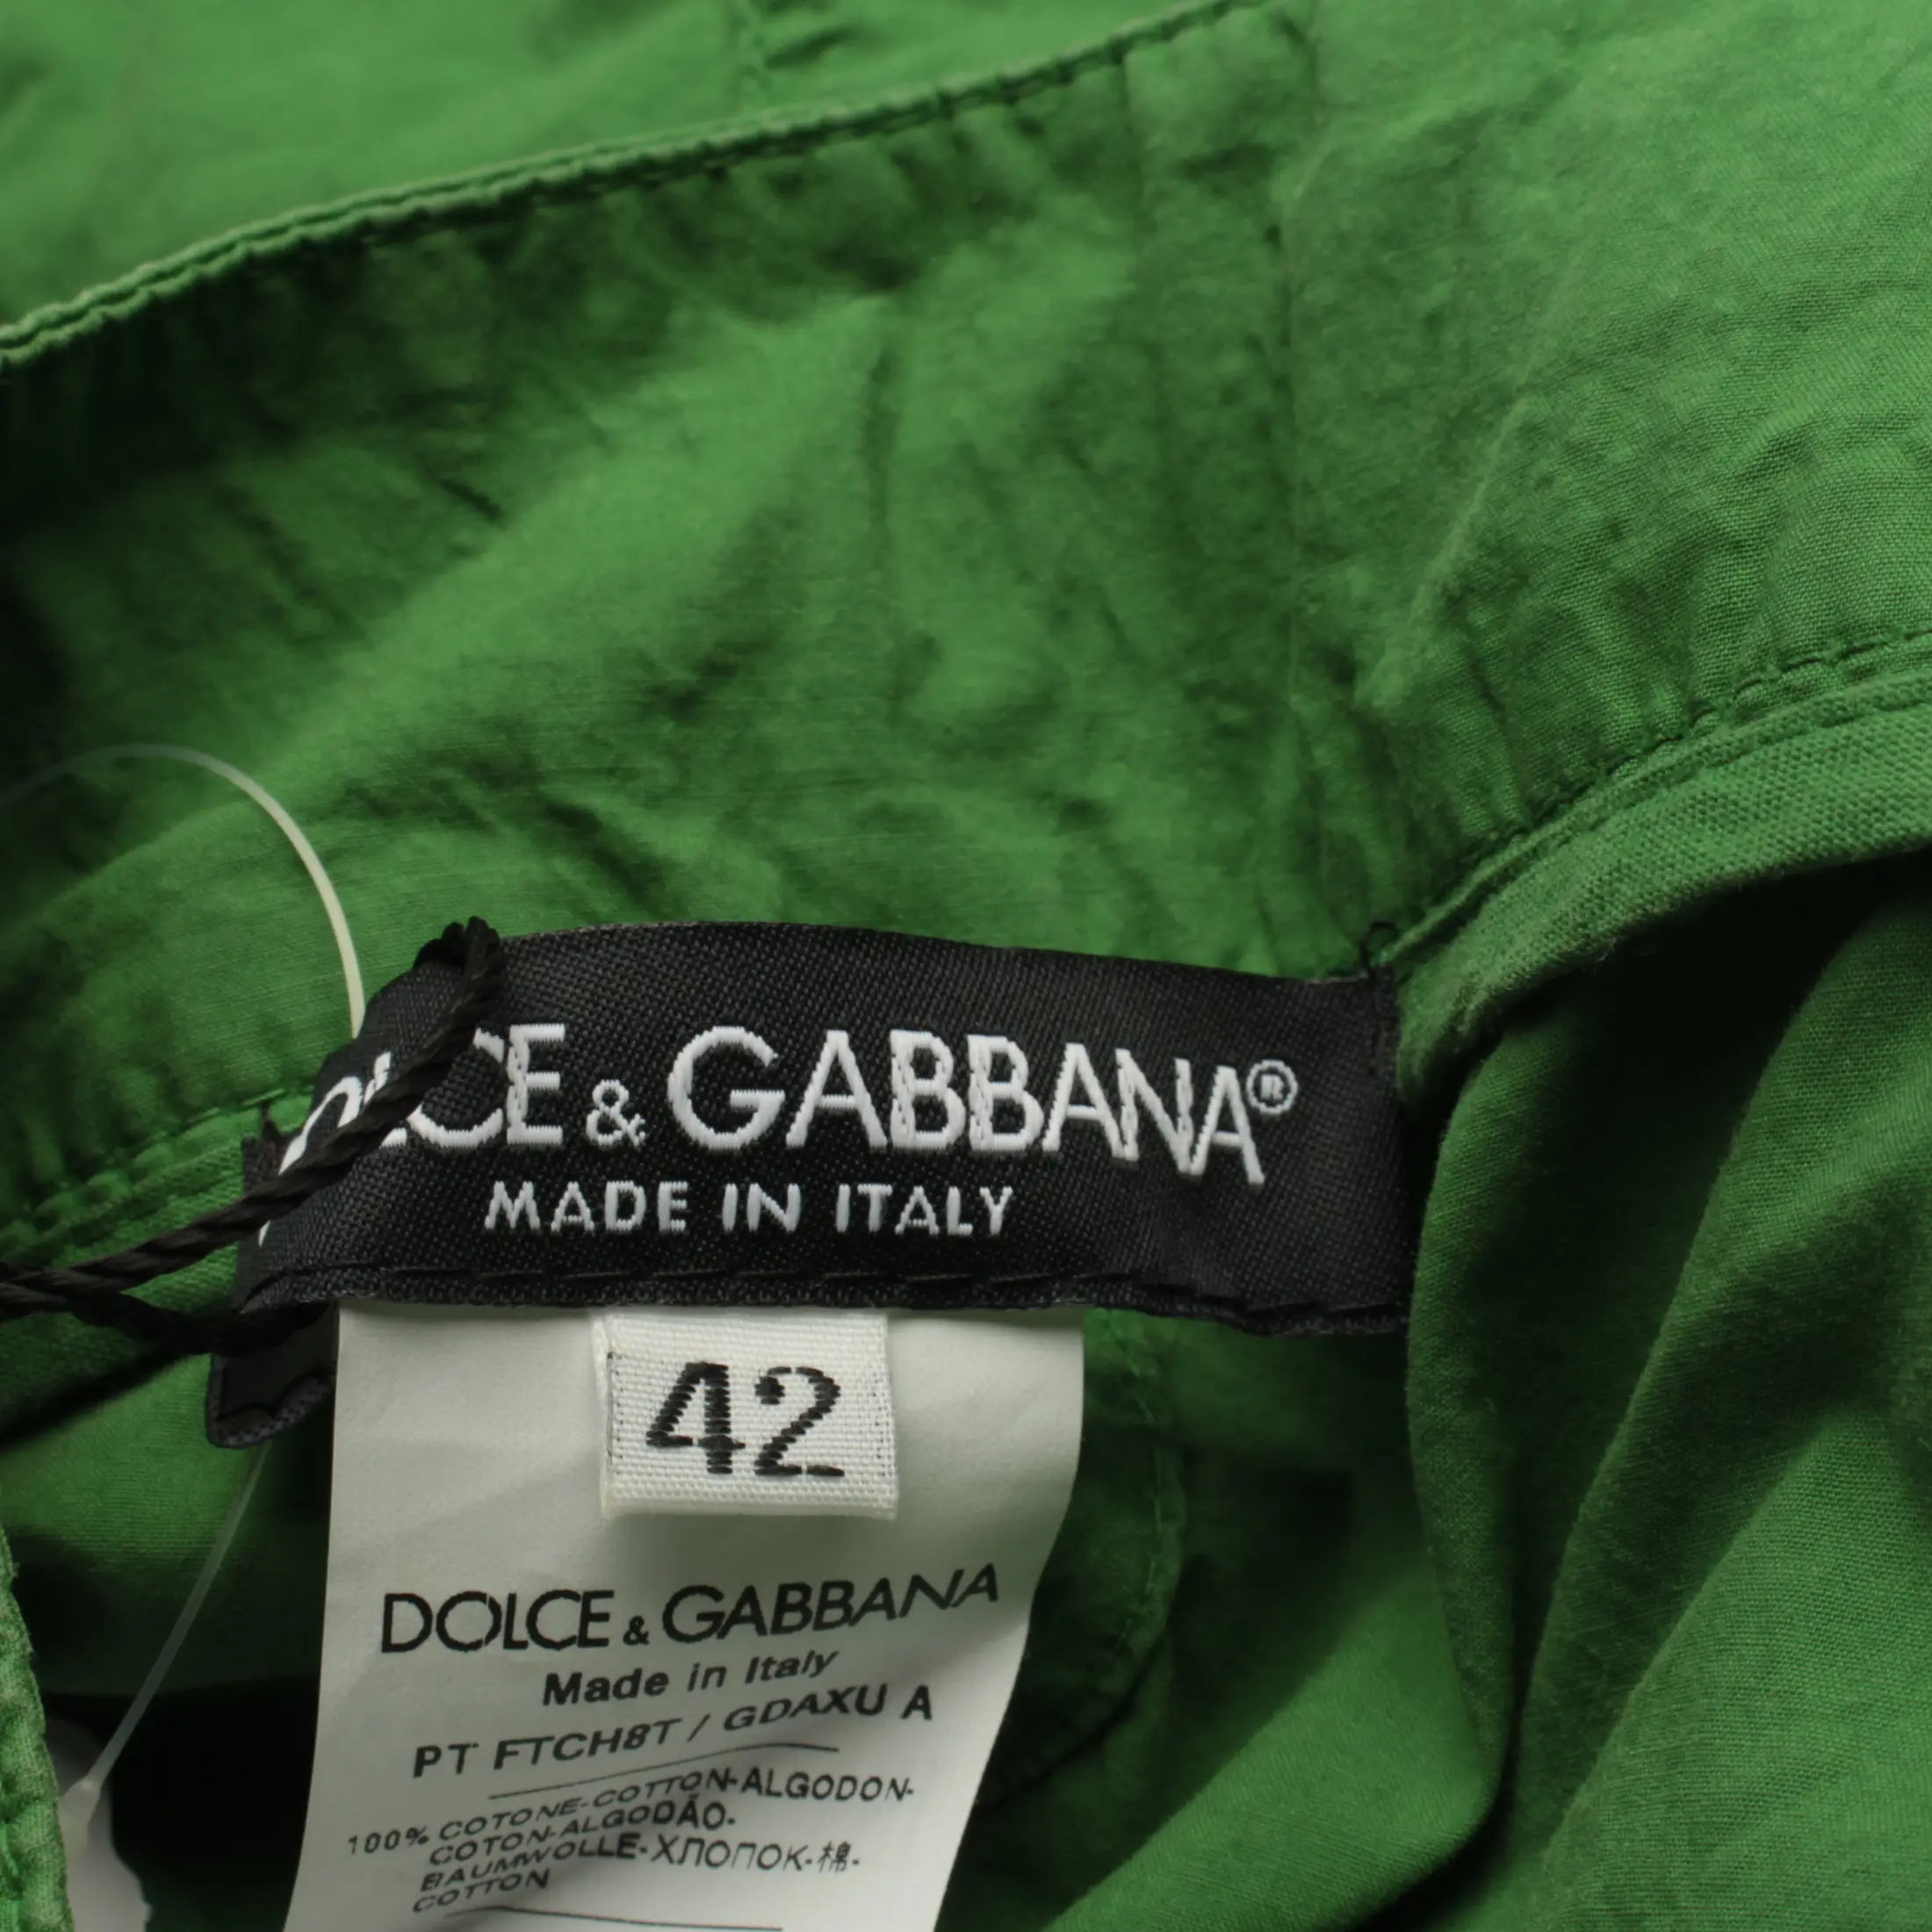 DOLCE & GABBANA®
MADE IN ITALY
42
DOLCE & GABBANA
Made in Italy
PT FTCH8T / GDAXU A
100% COTONE-COTTON-ALGODON-
COTON-ALGODÃO-
BAUMWOLLE-ХЛОПОК-棉-
COTTON